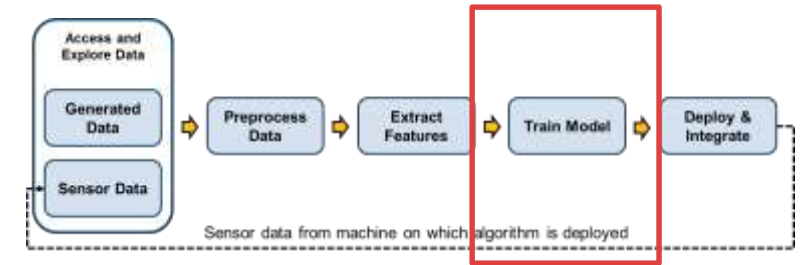 Access and
Explore Data
Generated
Data
Sensor Data
Preprocess
Data
Extract
Features
Train Model
Deploy &
Integrate
Sensor data from machine on which algorithm is deployed